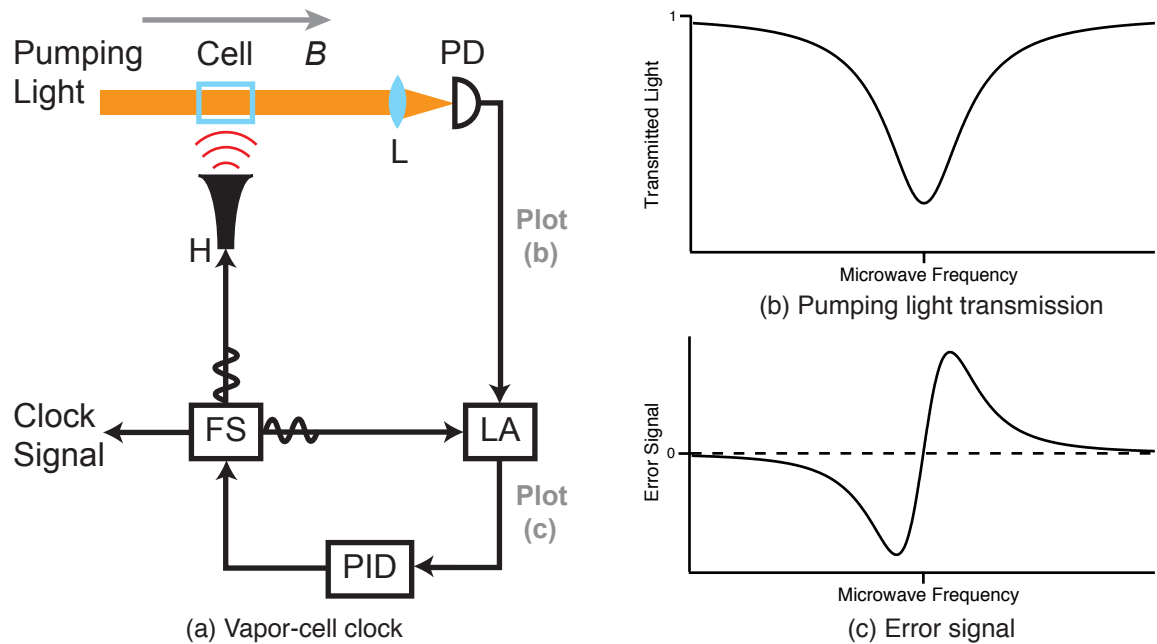 Pumping
Light
Cell
B
PD
L
H
Plot
(b)
Clock
Signal
FS
LA
Plot
(c)
PID
(a) Vapor-cell clock
1
Transmitted Light
Microwave Frequency
(b) Pumping light transmission
0
Error Signal
Microwave Frequency
(c) Error signal